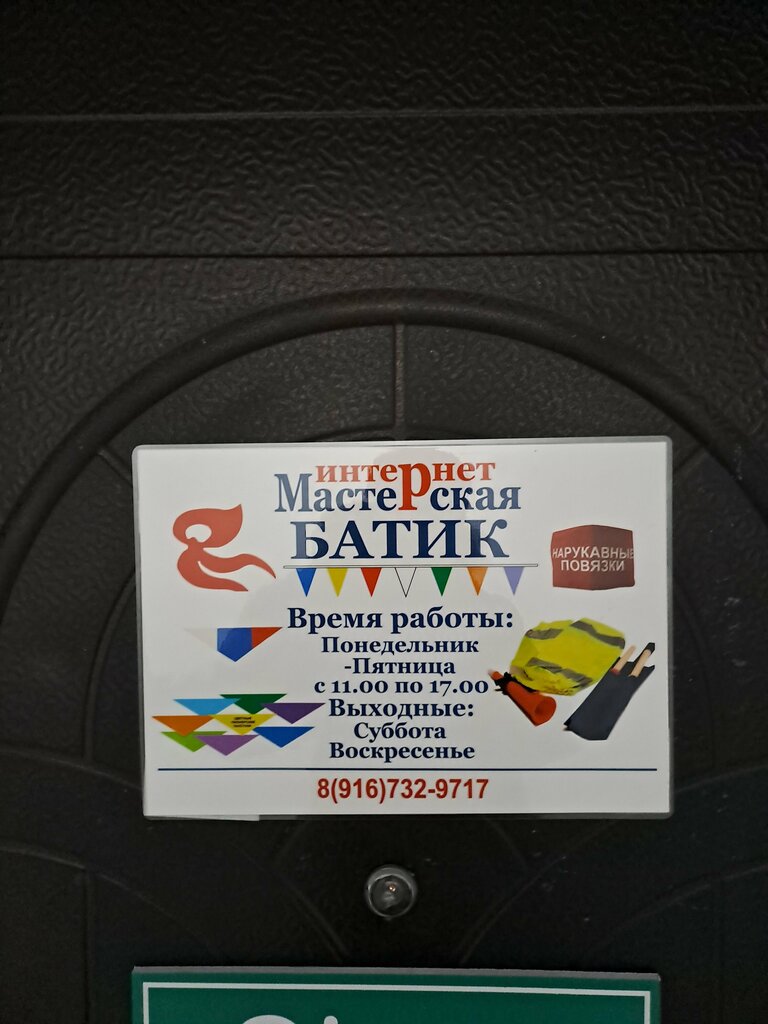 интернет
Мастерская
БАТИК
НАРУКАВНЫЕ
ПОВЯЗКИ
Время работы:
Понедельник
-Пятница
с 11.00 по 17.00
Выходные:
Суббота
Воскресенье
8(916)732-9717